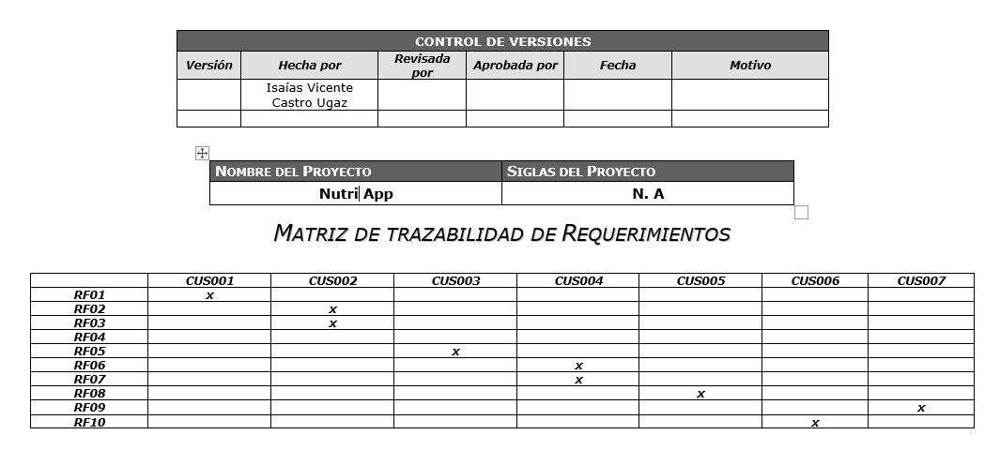 CONTROL DE VERSIONES
Versión Hecha por Revisada por Aprobada por Fecha Motivo
Isaías Vicente
Castro Ugaz
NOMBRE DEL PROYECTO SIGLAS DEL PROYECTO
Nutri App N. A
MATRIZ DE TRAZABILIDAD DE REQUERIMIENTOS
CUS001 CUS002 CUS003 CUS004 CUS005 CUS006 CUS007
RF01 x
RF02 x
RF03 x
RF04
RF05 x
RF06 x
RF07 x
RF08 x
RF09 x
RF10 x